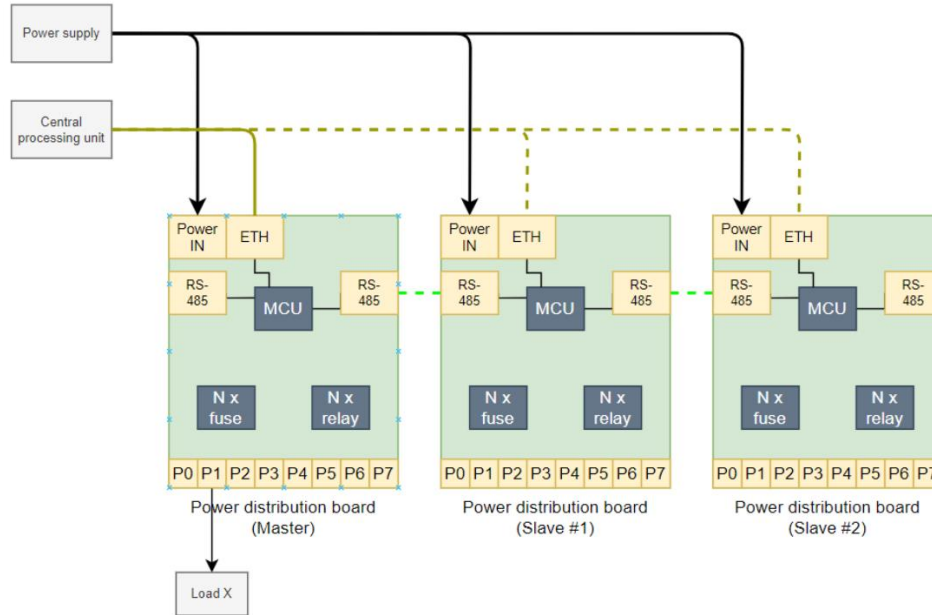 Power supply
Central
processing unit
Power
IN
ETH
RS-
485
MCU
RS-
485
N x
fuse
N x
relay
P0 P1 P2 P3 P4 P5 P6 P7
Power distribution board
(Master)
Load X
Power
IN
ETH
RS-
485
MCU
RS-
485
N x
fuse
N x
relay
P0 P1 P2 P3 P4 P5 P6 P7
Power distribution board
(Slave #1)
Power
IN
ETH
RS-
485
MCU
RS-
485
N x
fuse
N x
relay
P0 P1 P2 P3 P4 P5 P6 P7
Power distribution board
(Slave #2)